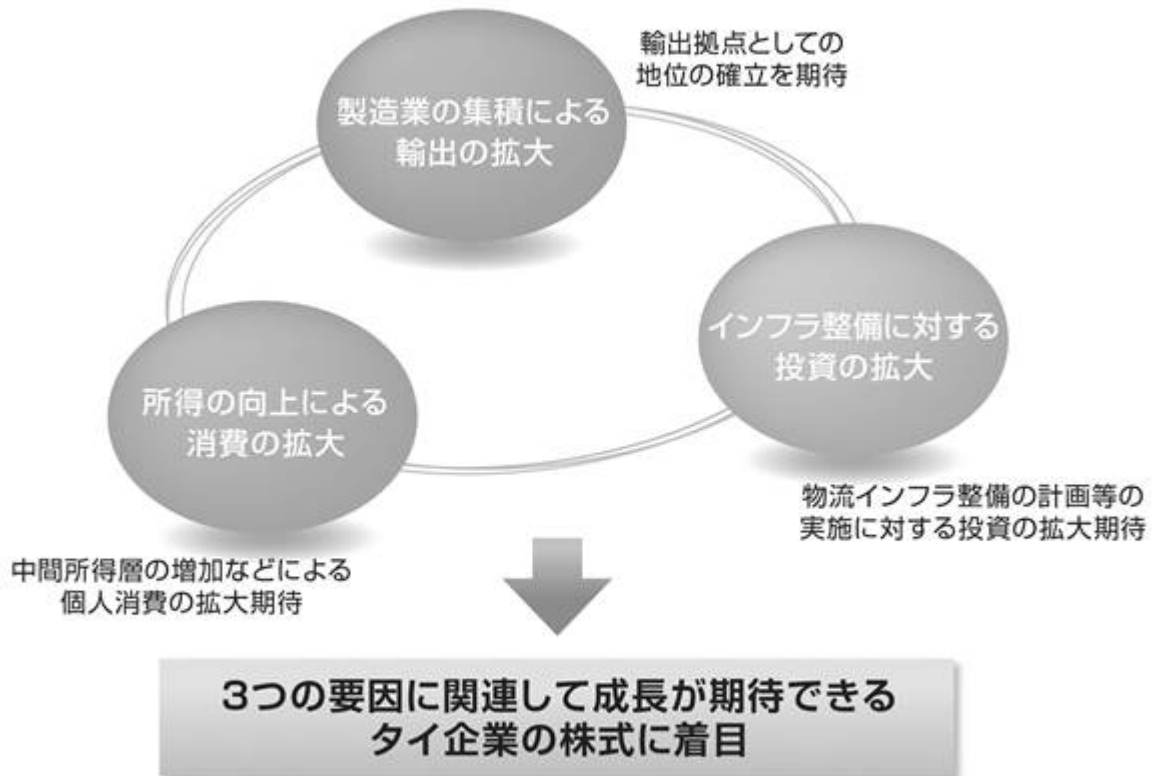 輸出拠点としての
地位の確立を期待
製造業の集積による
輸出の拡大
インフラ整備に対する
投資の拡大
所得の向上による
消費の拡大
物流インフラ整備の計画等の
実施に対する投資の拡大期待
中間所得層の増加などによる
個人消費の拡大期待
3つの要因に関連して成長が期待できる
タイ企業の株式に着目